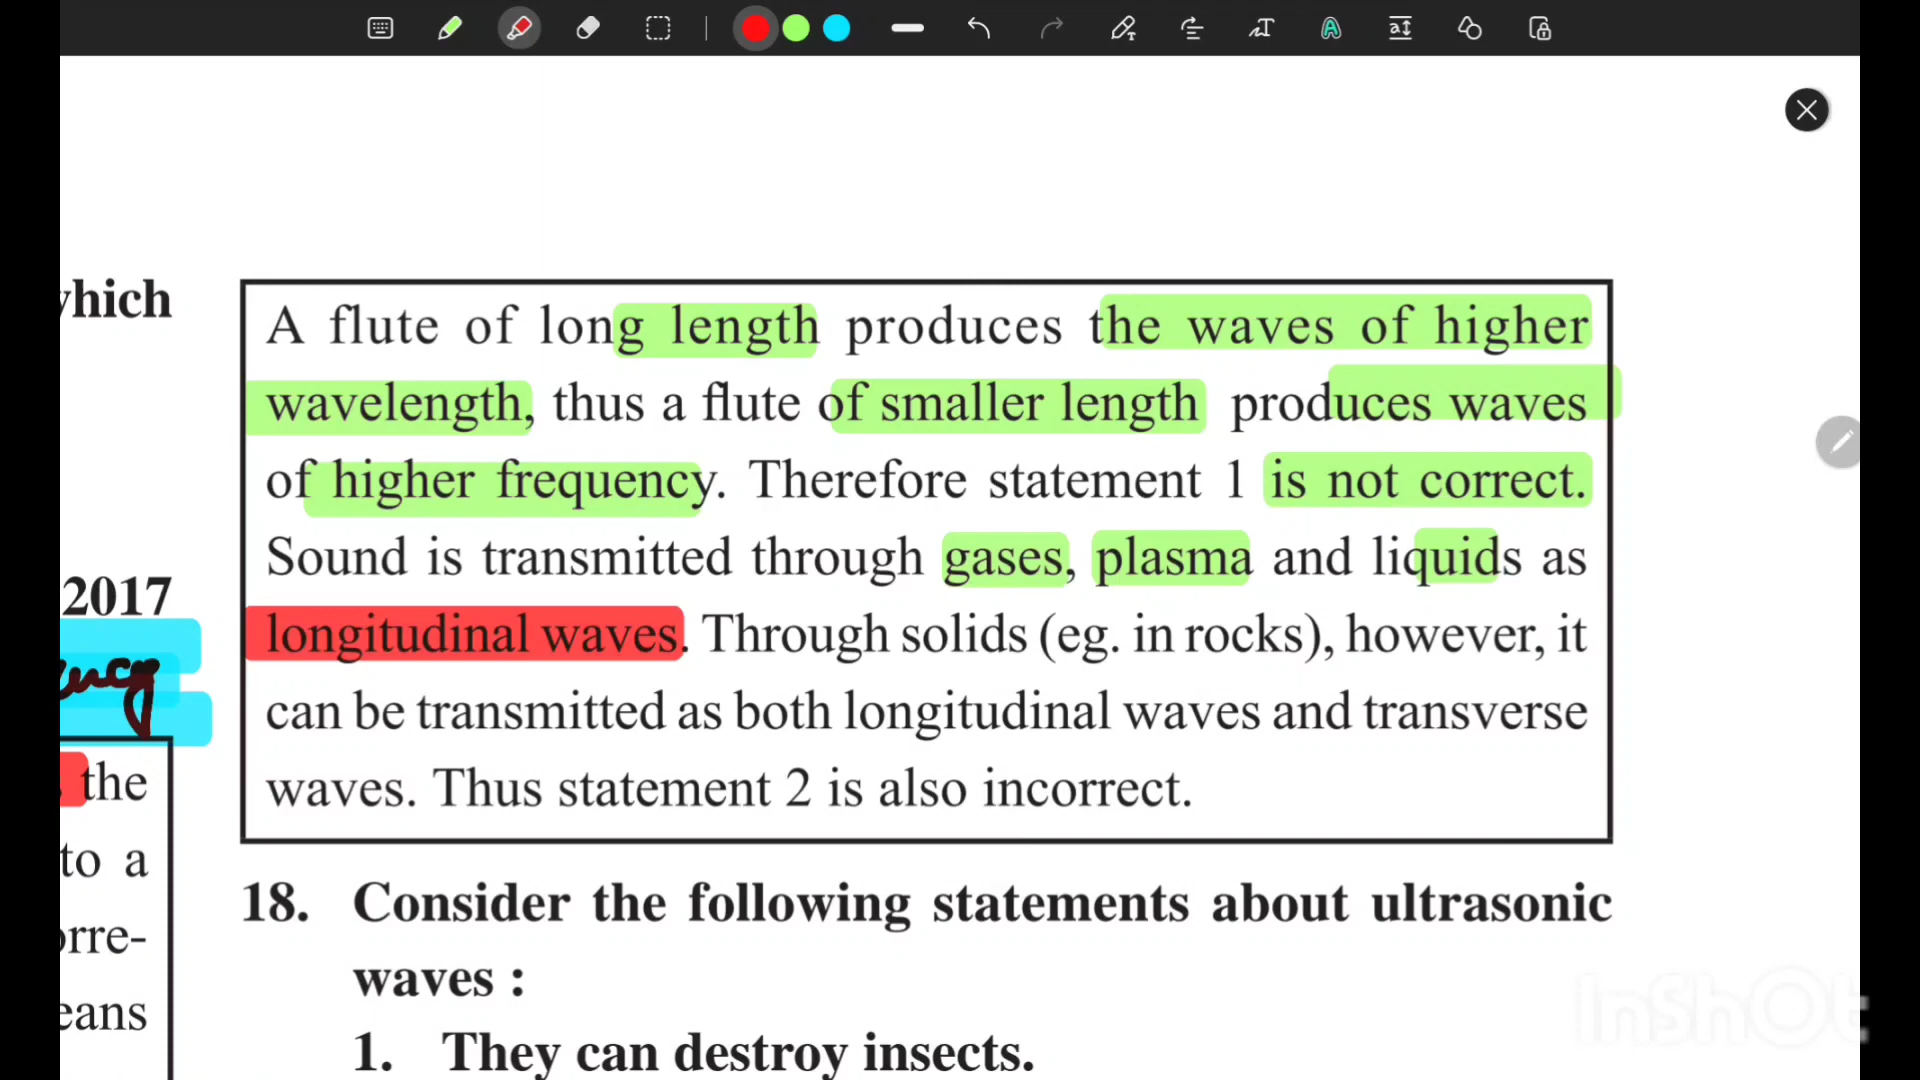 which
2017
ency
the
to a
orre-
eans
A flute of long length produces the waves of higher
wavelength, thus a flute of smaller length produces waves
of higher frequency. Therefore statement 1 is not correct.
Sound is transmitted through gases, plasma and liquids as
longitudinal waves. Through solids (eg. in rocks), however, it
can be transmitted as both longitudinal waves and transverse
waves. Thus statement 2 is also incorrect.
18. Consider the following statements about ultrasonic
waves :
1. They can destroy insects.
InShOt